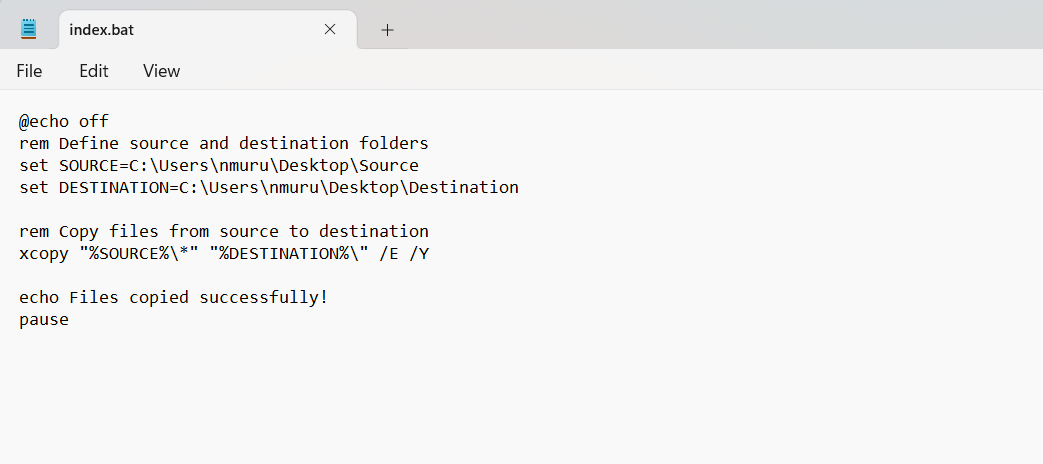 index.bat
File Edit View
@echo off
rem Define source and destination folders
set SOURCE=C:\Users\nmuru\Desktop\Source
set DESTINATION=C:\Users\nmuru\Desktop\Destination
rem Copy files from source to destination
xcopy "%SOURCE%\*" "%DESTINATION%\" /E /Y
echo Files copied successfully!
pause